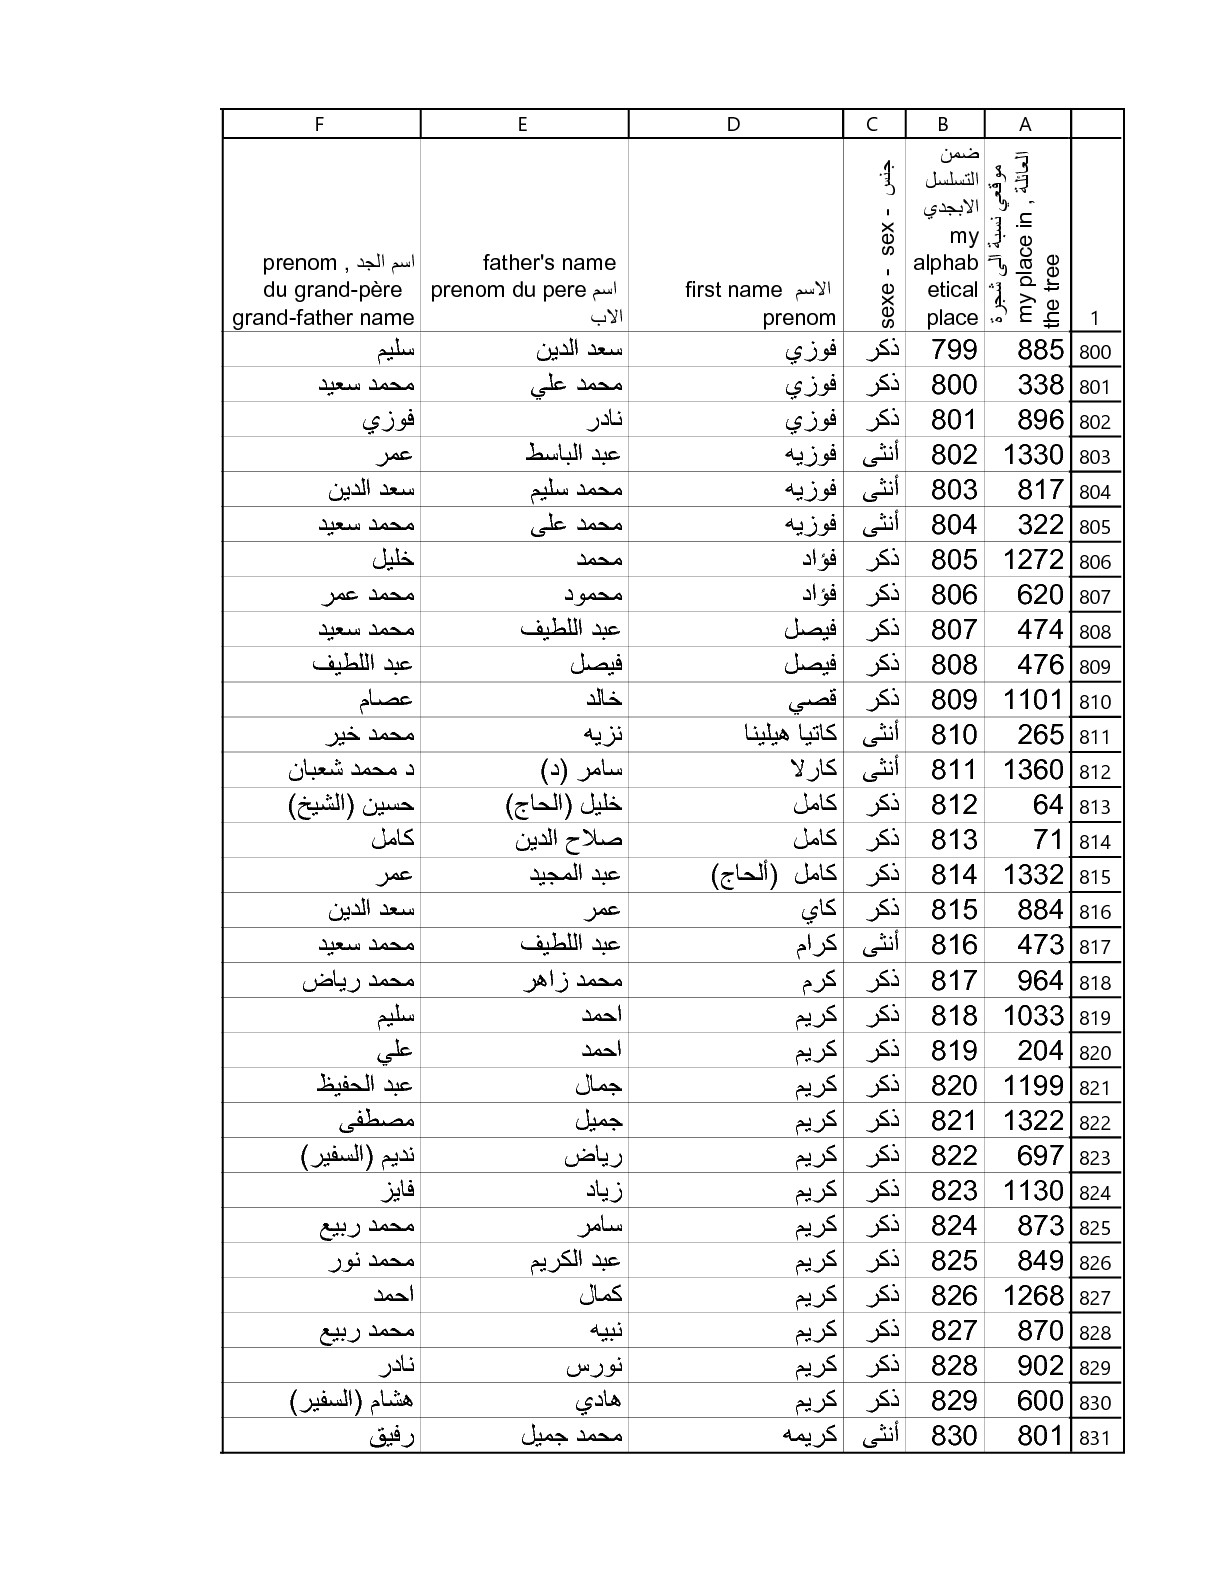 A B C D E F
1 موقعي نسبة الى شجرة العائلة , my place in the tree
ضمن التسلسل الابجدي my alphabetical place
sexe - sex - جنس
first name الاسم
prenom
father's name
prenom du pere اسم
الاب
prenom , اسم الجد
du grand-père
grand-father name
800 885 799 ذكر فوزي سعد الدين سليم
801 338 800 ذكر فوزي محمد علي محمد سعيد
802 896 801 ذكر فوزي نادر فوزي
803 1330 802 أنثى فوزيه عبد الباسط عمر
804 817 803 أنثى فوزيه محمد سليم سعد الدين
805 322 804 أنثى فوزيه محمد على محمد سعيد
806 1272 805 ذكر فؤاد محمد خليل
807 620 806 ذكر فؤاد محمود محمد عمر
808 474 807 ذكر فيصل عبد اللطيف محمد سعيد
809 476 808 ذكر فيصل فيصل عبد اللطيف
810 1101 809 ذكر قصي خالد عصام
811 265 810 أنثى كاتيا هيلينا نزيه محمد خير
812 1360 811 أنثى كارلا سامر (د) د محمد شعبان
813 64 812 ذكر كامل خليل (الحاج) حسين (الشيخ)
814 71 813 ذكر كامل صلاح الدين كامل
815 1332 814 ذكر كامل (ألحاج) عبد المجيد عمر
816 884 815 ذكر كاي عمر سعد الدين
817 473 816 أنثى كرام عبد اللطيف محمد سعيد
818 964 817 ذكر كرم محمد زاهر محمد رياض
819 1033 818 ذكر كريم احمد سليم
820 204 819 ذكر كريم احمد علي
821 1199 820 ذكر كريم جمال عبد الحفيظ
822 1322 821 ذكر كريم جميل مصطفى
823 697 822 ذكر كريم رياض نديم (السفير)
824 1130 823 ذكر كريم زياد فايز
825 873 824 ذكر كريم سامر محمد ربيع
826 849 825 ذكر كريم عبد الكريم محمد نور
827 1268 826 ذكر كريم كمال احمد
828 870 827 ذكر كريم نبيه محمد ربيع
829 902 828 ذكر كريم نورس نادر
830 600 829 ذكر كريم هادي هشام (السفير)
831 801 830 أنثى كريمه محمد جميل رفيق